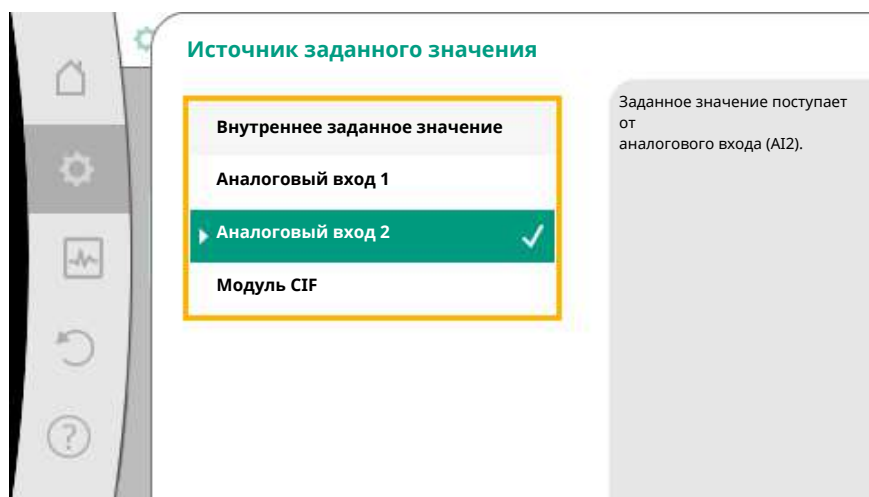 Источник заданного значения
Внутреннее заданное значение
Аналоговый вход 1
Аналоговый вход 2
Модуль CIF
Заданное значение поступает
от
аналогового входа (AI2).
?